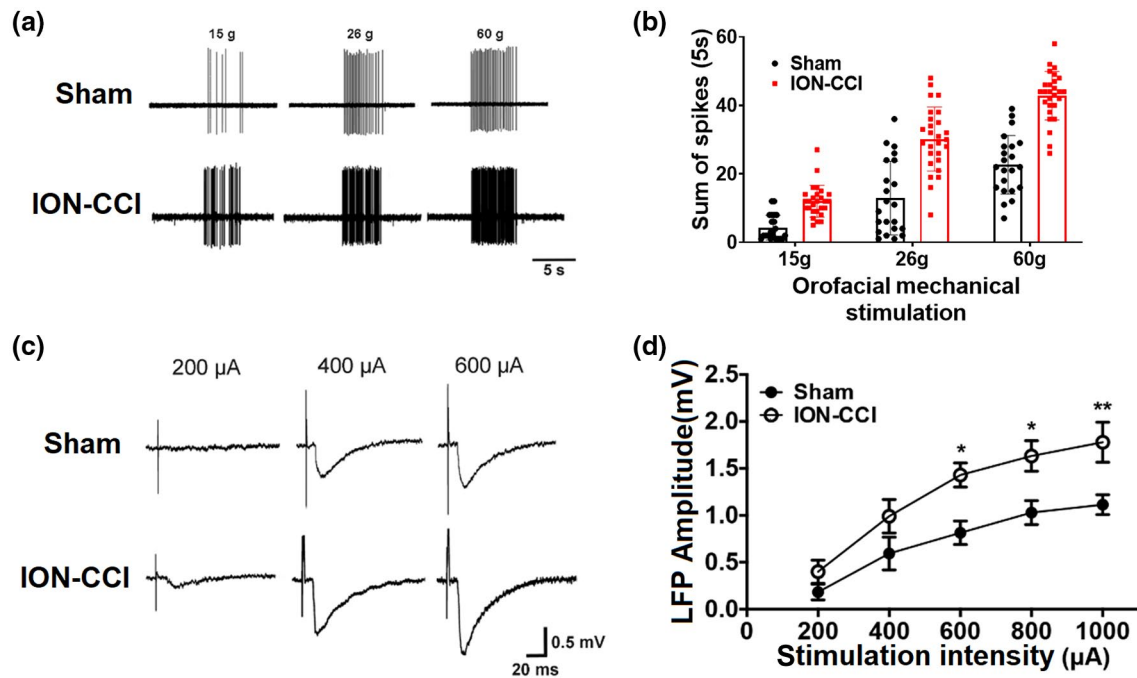 (a)
15 g 26 g 60 g
Sham
ION-CCI
5 s
(b)
Sum of spikes (5s)
60
40
20
0
Sham
ION-CCI
15g 26g 60g
Orofacial mechanical
stimulation
(c)
200 µA 400 µA 600 µA
Sham
ION-CCI
0.5 mV
20 ms
(d)
LFP Amplitude(mV)
2.5
2.0
1.5
1.0
0.5
0.0
Sham
ION-CCI
* * **
0 200 400 600 800 1000
Stimulation intensity (µA)